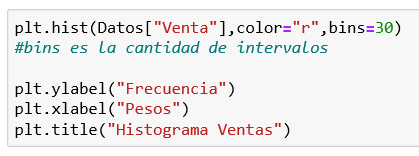 plt.hist(Datos["Venta"],color="r",bins=30)
#bins es la cantidad de intervalos
plt.ylabel("Frecuencia")
plt.xlabel("Pesos")
plt.title("Histograma Ventas")